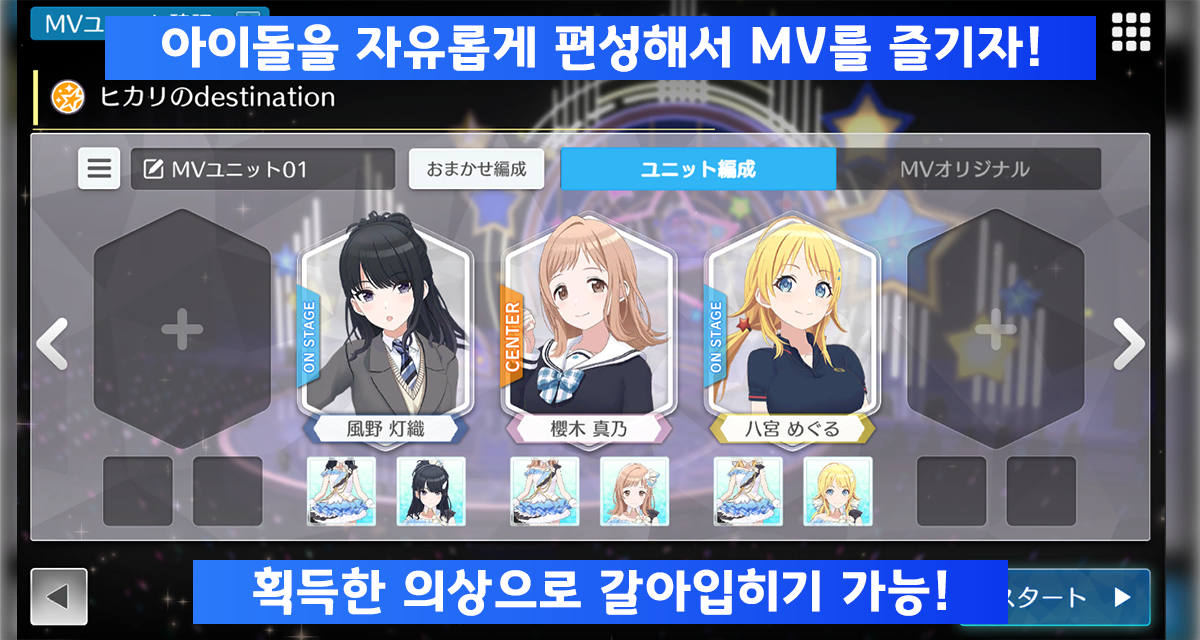 MVユ
아이돌을 자유롭게 편성해서 MV를 즐기자!
ヒカリのdestination
MVユニット01
おまかせ編成
ユニット編成
MVオリジナル
ON STAGE
CENTER
ON STAGE
風野 灯織
櫻木 真乃
八宮 めぐる
획득한 의상으로 갈아입히기 가능!
スタート